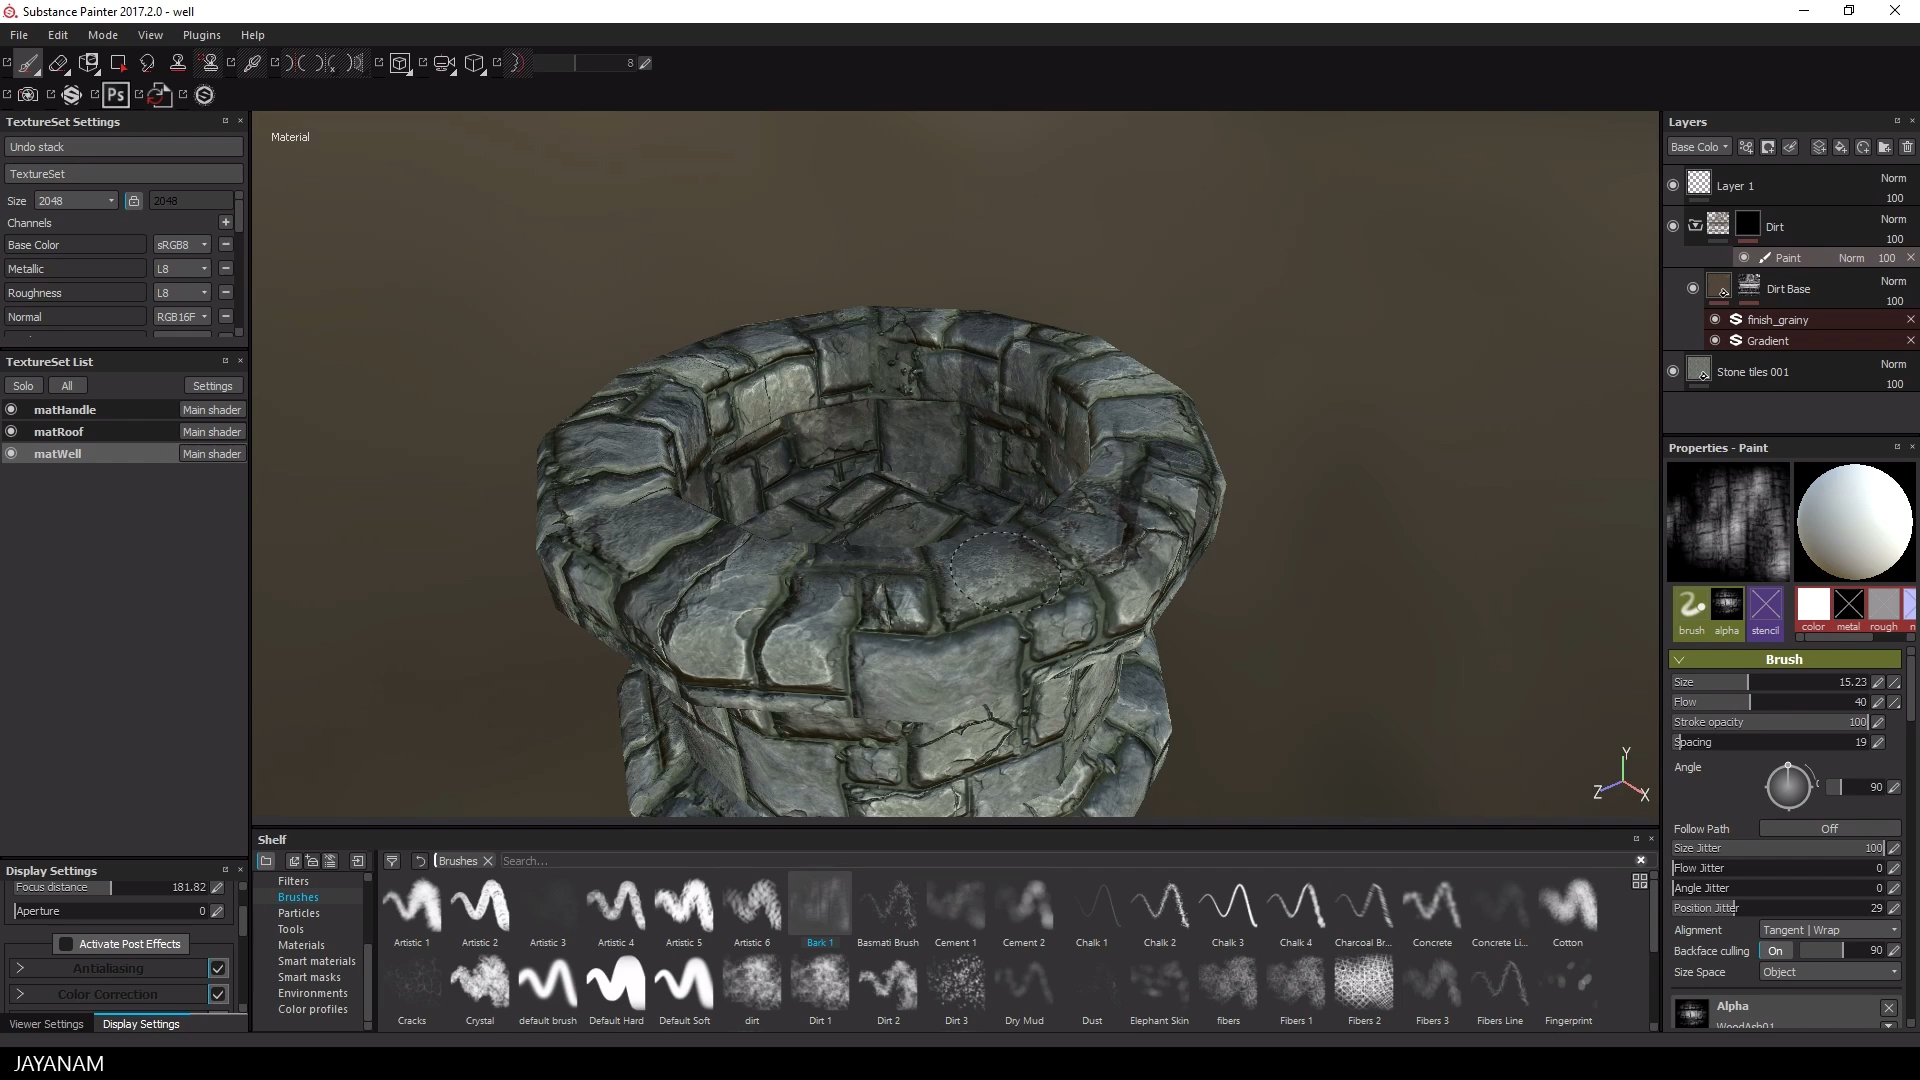 Substance Painter 2017.2.0 - well
File Edit Mode View Plugins Help
8
Ps
TextureSet Settings
Undo stack
TextureSet
Size 2048 2048
Channels
Base Color sRGB8
Metallic L8
Roughness L8
Normal RGB16F
TextureSet List
Solo All Settings
matHandle Main shader
matRoof Main shader
matWell Main shader
Display Settings
Focus distance 181.82
Aperture 0
Activate Post Effects
Antialiasing
Color Correction
Viewer Settings Display Settings
Material
Y
Z X
Shelf
Brushes Search...
Filters
Brushes
Particles
Tools
Materials
Smart materials
Smart masks
Environments
Color profiles
Artistic 1 Artistic 2 Artistic 3 Artistic 4 Artistic 5 Artistic 6 Bark 1 Basmati Brush Cement 1 Cement 2 Chalk 1 Chalk 2 Chalk 3 Chalk 4 Charcoal Br... Concrete Concrete Li... Cotton
Cracks Crystal default brush Default Hard Default Soft dirt Dirt 1 Dirt 2 Dirt 3 Dry Mud Dust Elephant Skin fibers Fibers 1 Fibers 2 Fibers 3 Fibers Line Fingerprint
Layers
Base Colo
Layer 1 Norm
100
Dirt Norm
100
Paint Norm 100
Dirt Base Norm
100
finish_grainy
Gradient
Stone tiles 001 Norm
100
Properties - Paint
brush alpha stencil color metal rough n
Brush
Size 15.23
Flow 40
Stroke opacity 100
Spacing 19
Angle 90
Follow Path Off
Size Jitter 100
Flow Jitter 0
Angle Jitter 0
Position Jitter 29
Alignment Tangent | Wrap
Backface culling On 90
Size Space Object
Alpha
WoodAsh01
JAYANAM